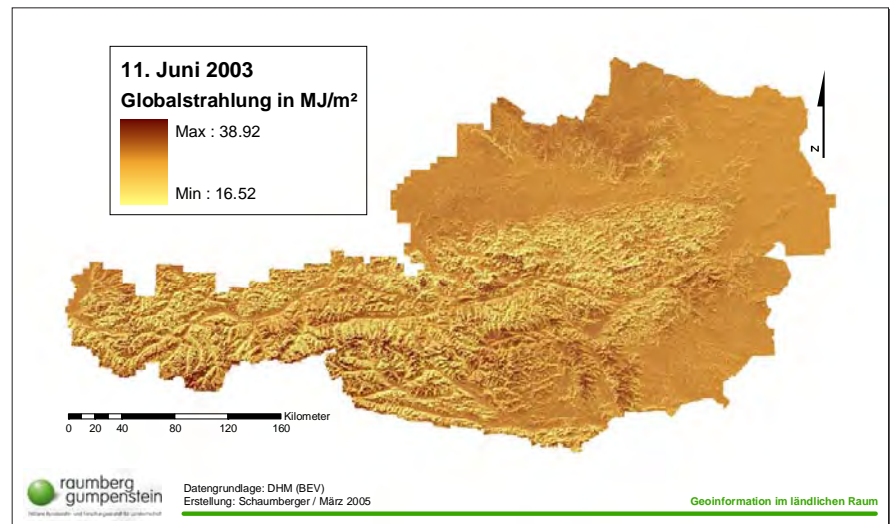 11. Juni 2003
Globalstrahlung in MJ/m²
Max : 38.92
Min : 16.52
N
Kilometer
0 20 40 80 120 160
raumberg
gumpenstein
Datengrundlage: DHM (BEV)
Erstellung: Schaumberger / März 2005
Geoinformation im ländlichen Raum